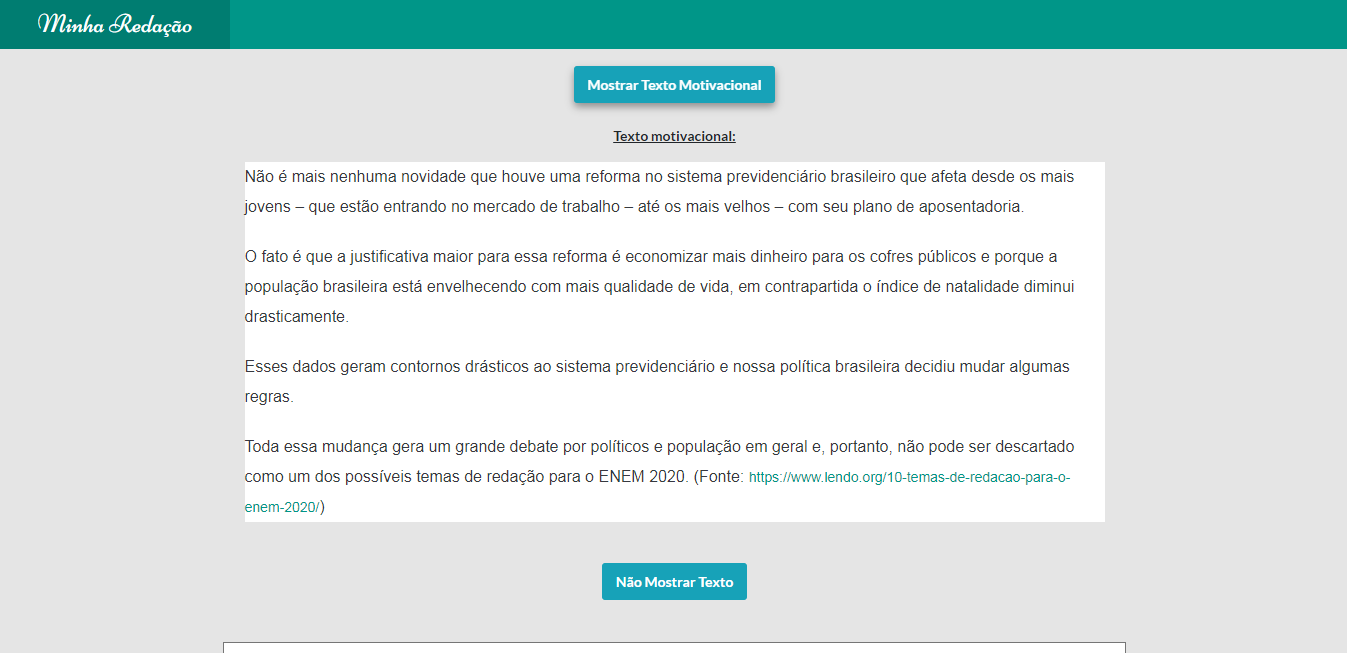 Minha Redação
Mostrar Texto Motivacional
Texto motivacional:
Não é mais nenhuma novidade que houve uma reforma no sistema previdenciário brasileiro que afeta desde os mais
jovens – que estão entrando no mercado de trabalho – até os mais velhos – com seu plano de aposentadoria.
O fato é que a justificativa maior para essa reforma é economizar mais dinheiro para os cofres públicos e porque a
população brasileira está envelhecendo com mais qualidade de vida, em contrapartida o índice de natalidade diminui
drasticamente.
Esses dados geram contornos drásticos ao sistema previdenciário e nossa política brasileira decidiu mudar algumas
regras.
Toda essa mudança gera um grande debate por políticos e população em geral e, portanto, não pode ser descartado
como um dos possíveis temas de redação para o ENEM 2020. (Fonte: https://www.lendo.org/10-temas-de-redacao-para-o-
enem-2020/)
Não Mostrar Texto